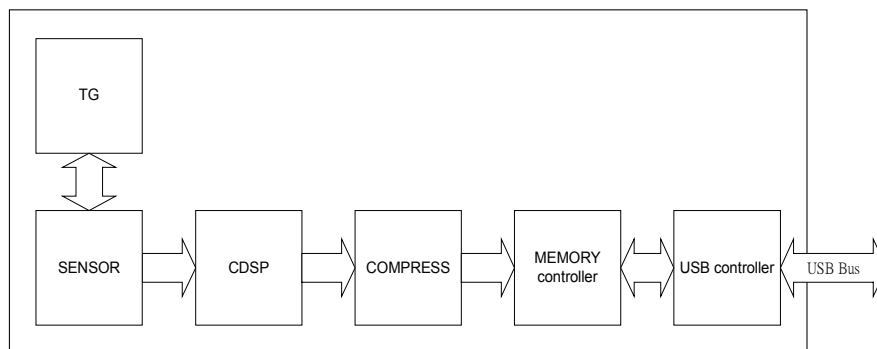 TG
SENSOR
CDSP
COMPRESS
MEMORY
controller
USB controller
USB Bus